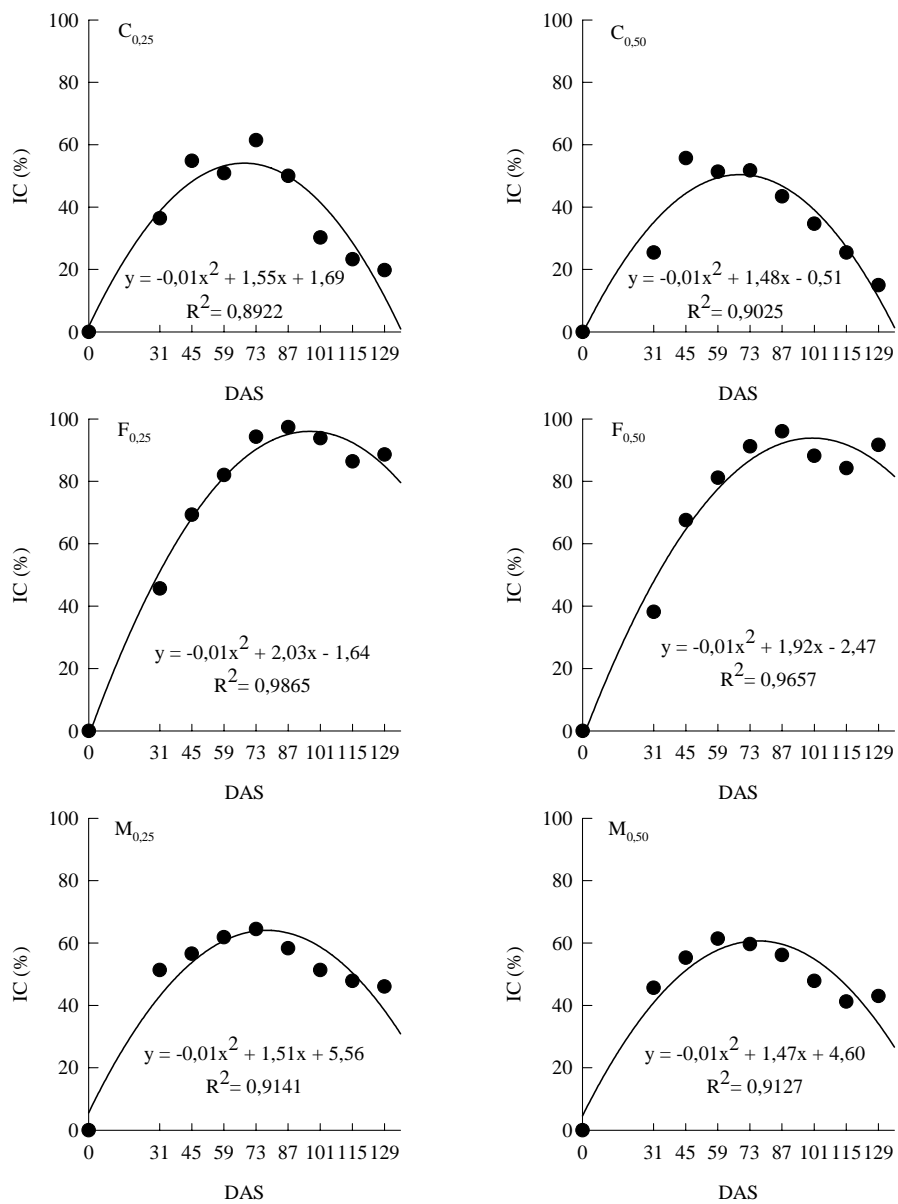 C0,25
100
80
60
40
20
0
IC (%)
y = -0,01x2 + 1,55x + 1,69
R2= 0,8922
0 31 45 59 73 87 101 115 129
DAS
C0,50
100
80
60
40
20
0
IC (%)
y = -0,01x2 + 1,48x - 0,51
R2= 0,9025
0 31 45 59 73 87 101 115 129
DAS
F0,25
100
80
60
40
20
0
IC (%)
y = -0,01x2 + 2,03x - 1,64
R2= 0,9865
0 31 45 59 73 87 101 115 129
DAS
F0,50
100
80
60
40
20
0
IC (%)
y = -0,01x2 + 1,92x - 2,47
R2= 0,9657
0 31 45 59 73 87 101 115 129
DAS
M0,25
100
80
60
40
20
0
IC (%)
y = -0,01x2 + 1,51x + 5,56
R2= 0,9141
0 31 45 59 73 87 101 115 129
DAS
M0,50
100
80
60
40
20
0
IC (%)
y = -0,01x2 + 1,47x + 4,60
R2= 0,9127
0 31 45 59 73 87 101 115 129
DAS